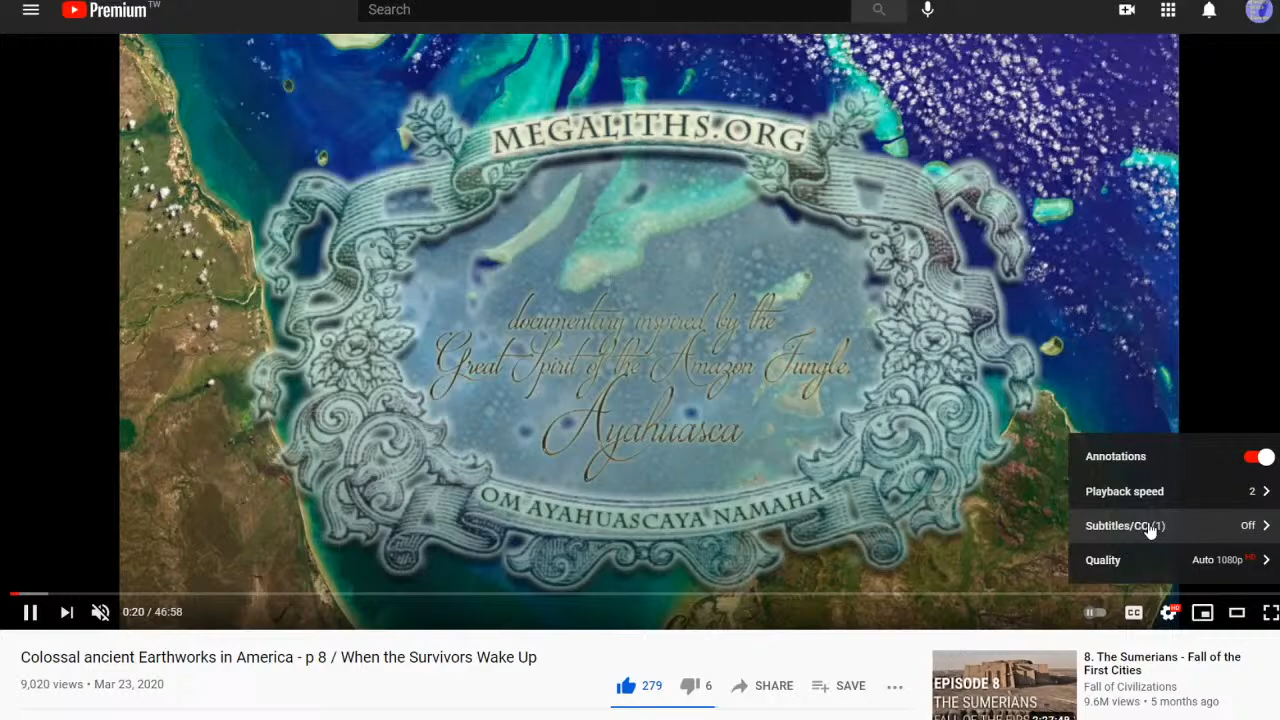 Premium TW
Search
MEGALITHS.ORG
documentary inspired by the
Great Spirit of the Amazon Jungle,
Ayahuasca
OM AYAHUASCAYA NAMAHA
Annotations
Playback speed 2
Subtitles/CC (1) Off
Quality Auto 1080p HD
0:20 / 46:58
CC HD
Colossal ancient Earthworks in America - p 8 / When the Survivors Wake Up
9,020 views • Mar 23, 2020
279 6 SHARE SAVE
EPISODE 8
THE SUMERIANS
8. The Sumerians - Fall of the
First Cities
Fall of Civilizations
9.6M views • 5 months ago